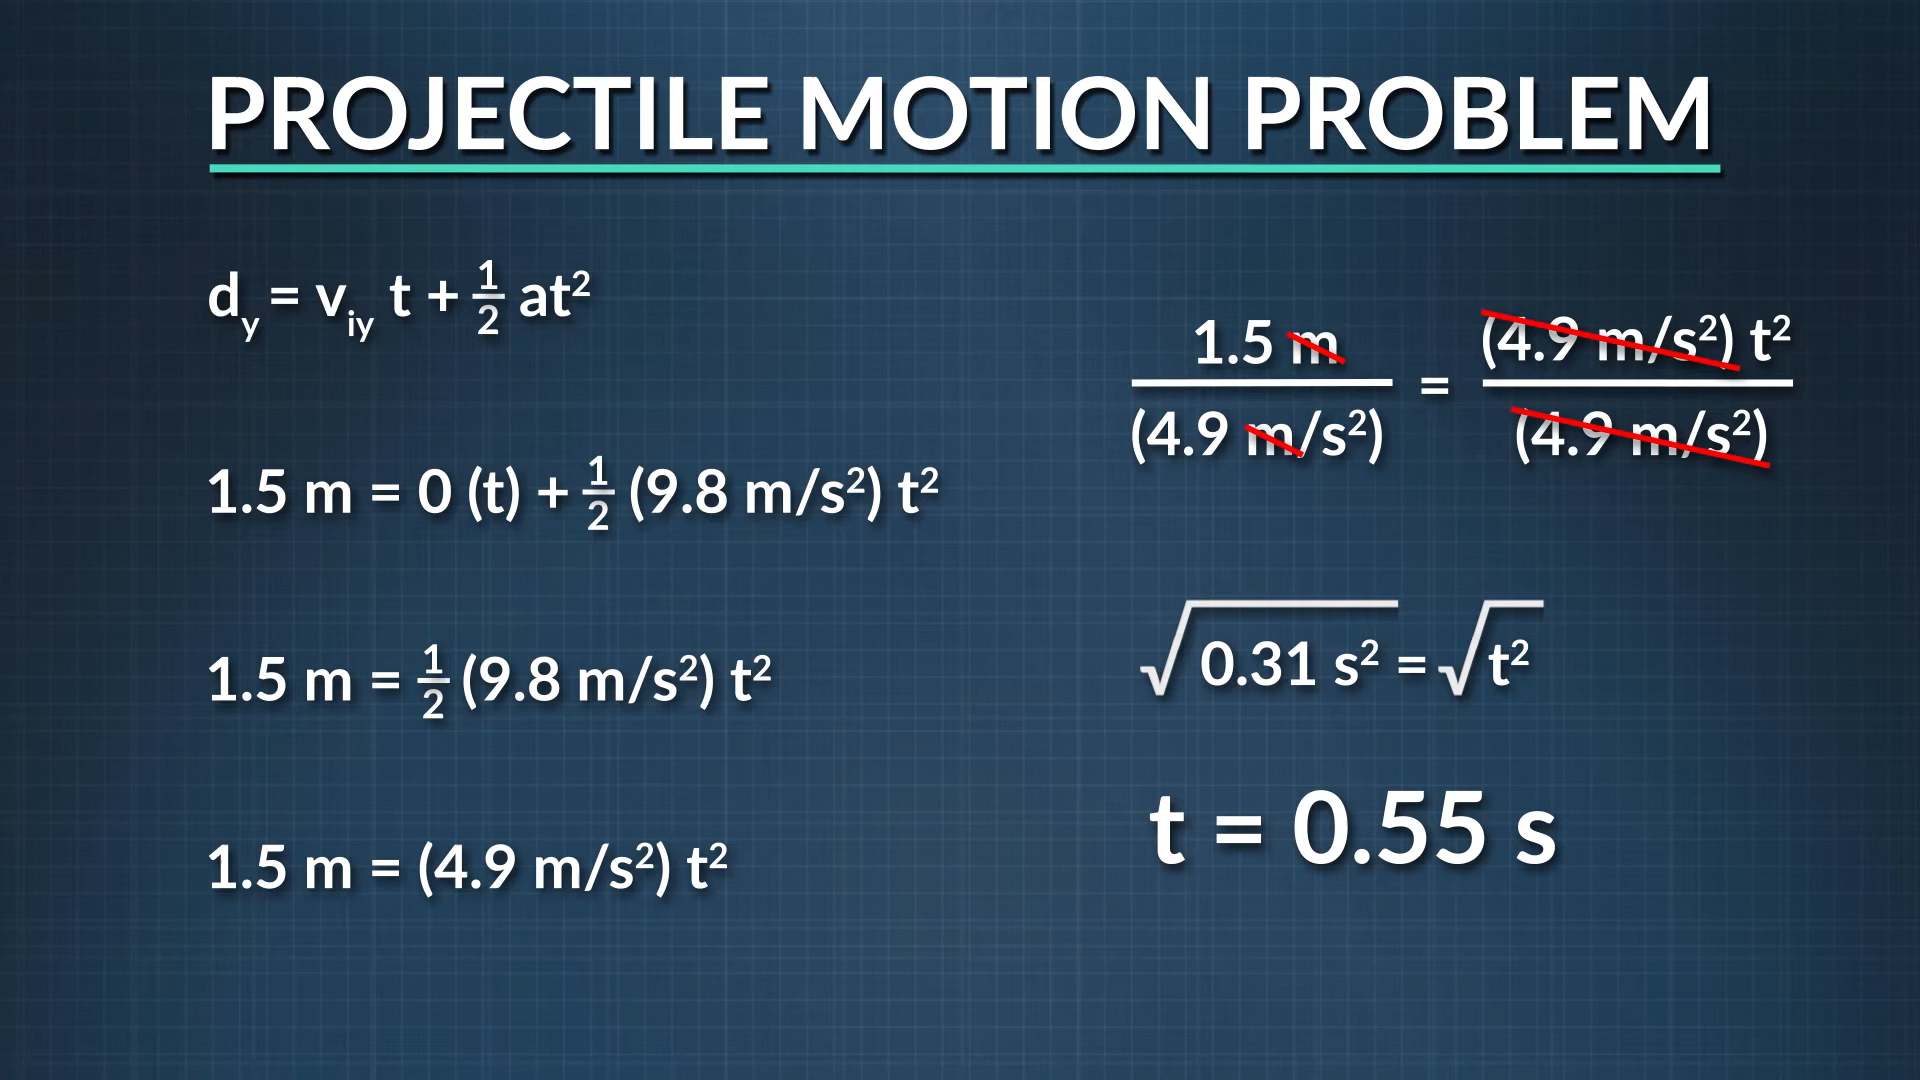 PROJECTILE MOTION PROBLEM
d_y = v_iy t + 1/2 at²
1.5 m = 0 (t) + 1/2 (9.8 m/s²) t²
1.5 m = 1/2 (9.8 m/s²) t²
1.5 m = (4.9 m/s²) t²
1.5 m / (4.9 m/s²) = (4.9 m/s²) t² / (4.9 m/s²)
√0.31 s² = √t²
t = 0.55 s